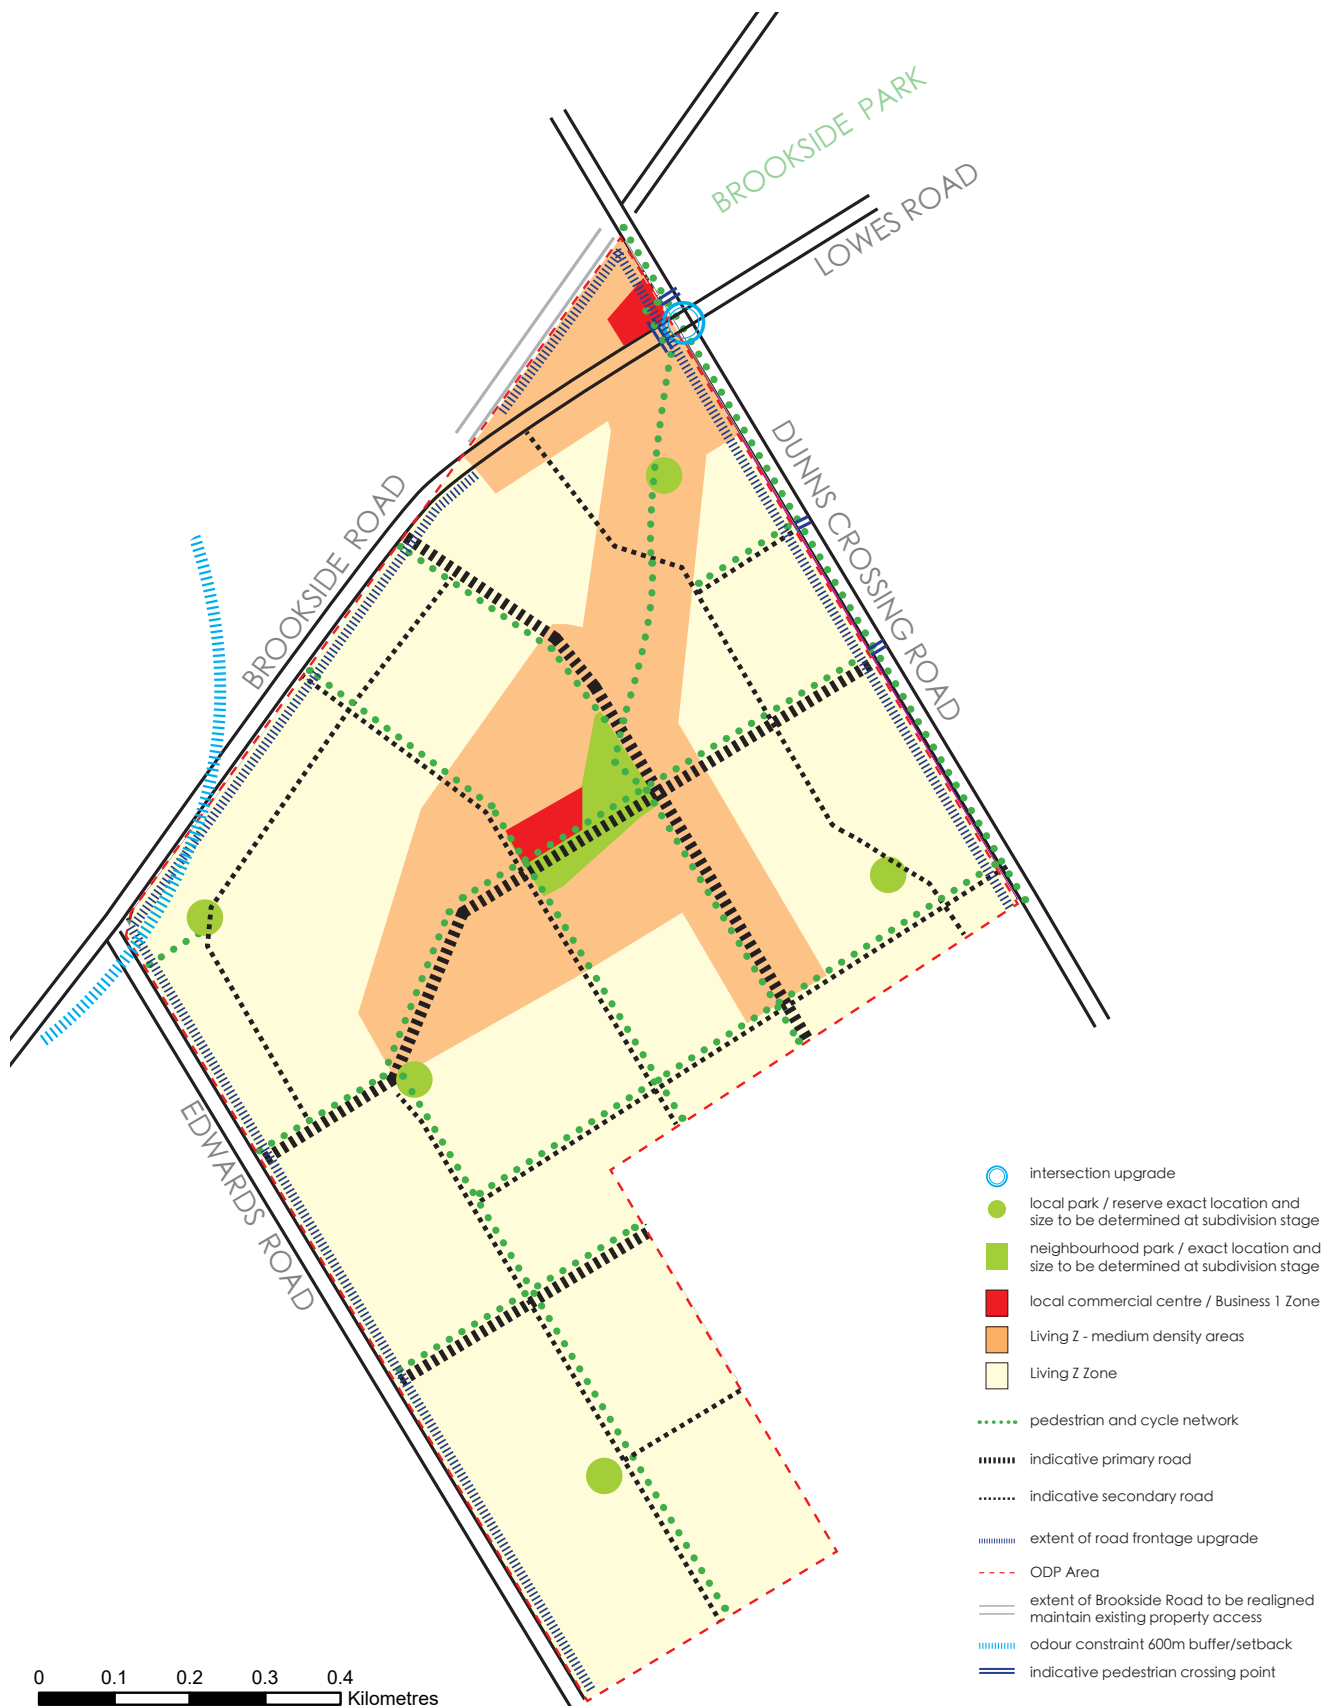 BROOKSIDE PARK
LOWES ROAD
DUNNS CROSSING ROAD
BROOKSIDE ROAD
EDWARDS ROAD
intersection upgrade
local park / reserve exact location and
size to be determined at subdivision stage
neighbourhood park / exact location and
size to be determined at subdivision stage
local commercial centre / Business 1 Zone
Living Z - medium density areas
Living Z Zone
pedestrian and cycle network
indicative primary road
indicative secondary road
extent of road frontage upgrade
ODP Area
extent of Brookside Road to be realigned
maintain existing property access
odour constraint 600m buffer/setback
indicative pedestrian crossing point
0 0.1 0.2 0.3 0.4
Kilometres